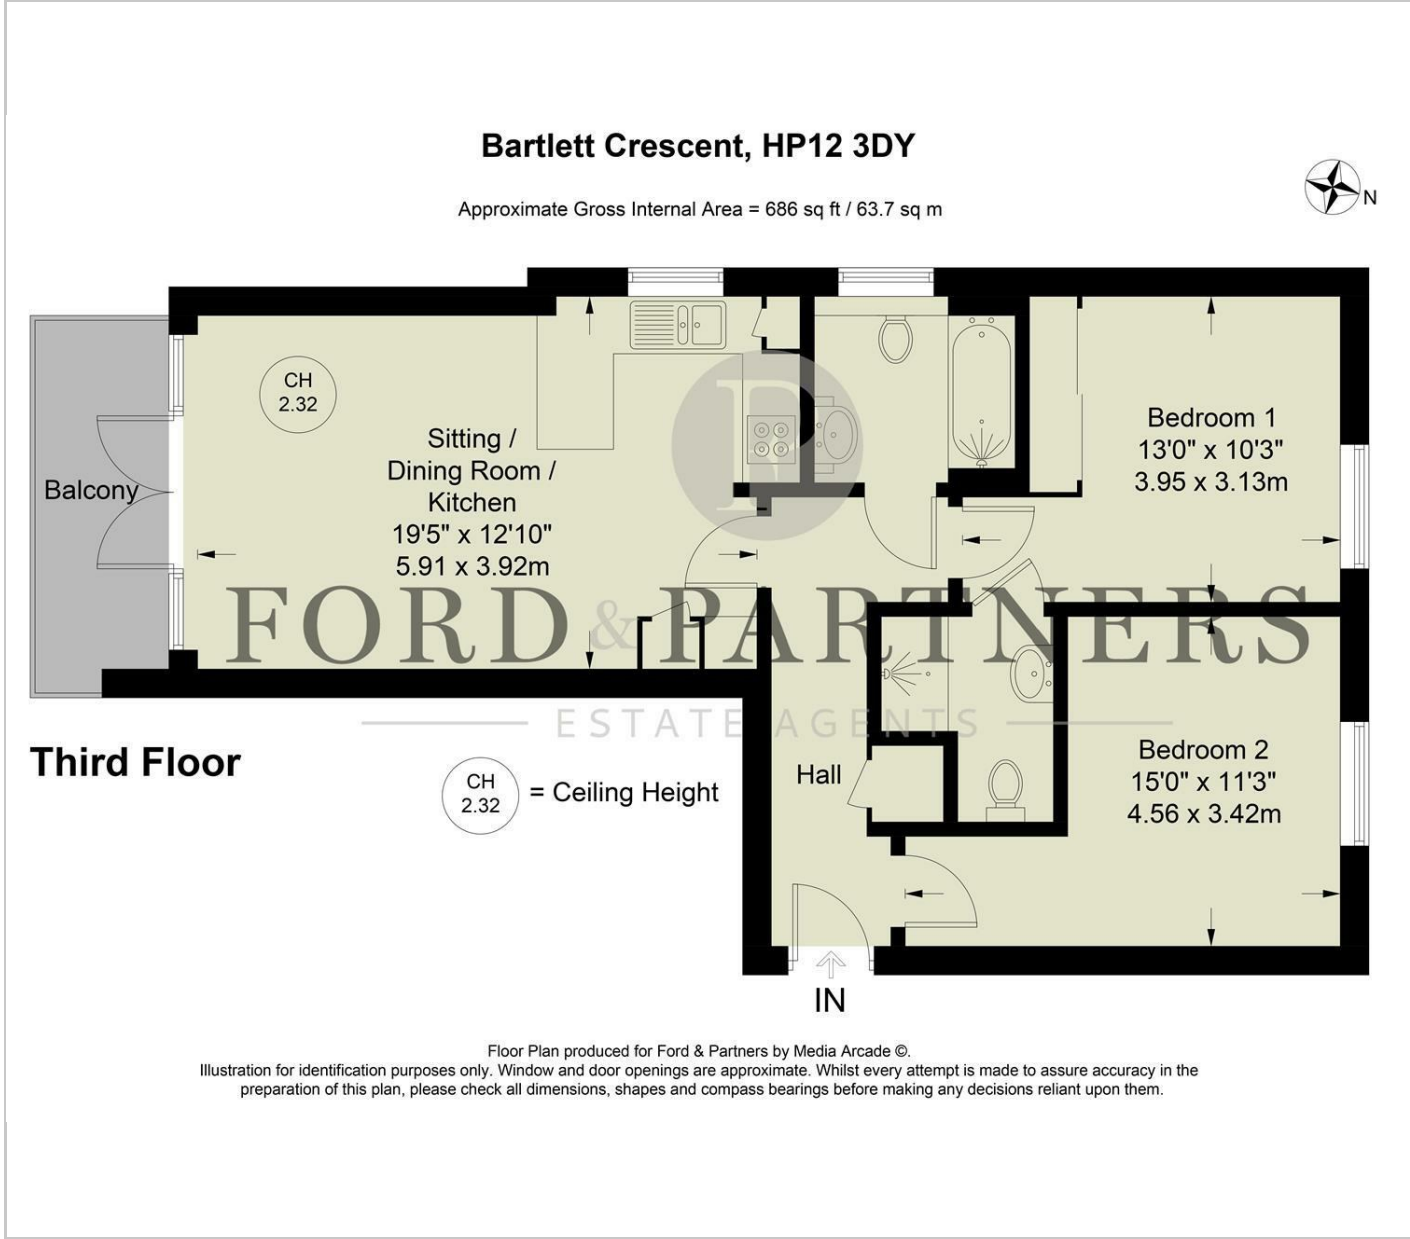 Bartlett Crescent, HP12 3DY
Approximate Gross Internal Area = 686 sq ft / 63.7 sq m
N
CH
2.32
Sitting /
Dining Room /
Kitchen
19'5" x 12'10"
5.91 x 3.92m
Balcony
Bedroom 1
13'0" x 10'3"
3.95 x 3.13m
F
FORD & PARTNERS
ESTATE AGENTS
Third Floor
CH
2.32
= Ceiling Height
Hall
Bedroom 2
15'0" x 11'3"
4.56 x 3.42m
IN
Floor Plan produced for Ford & Partners by Media Arcade ©.
Illustration for identification purposes only. Window and door openings are approximate. Whilst every attempt is made to assure accuracy in the
preparation of this plan, please check all dimensions, shapes and compass bearings before making any decisions reliant upon them.